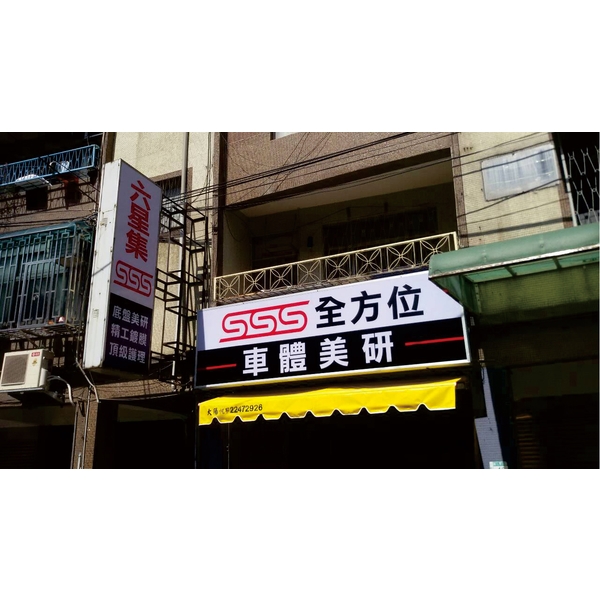 六星集
SSS
底盤美研
精工鍍膜
頂級護理
SSS 全方位
車體美研
22472926